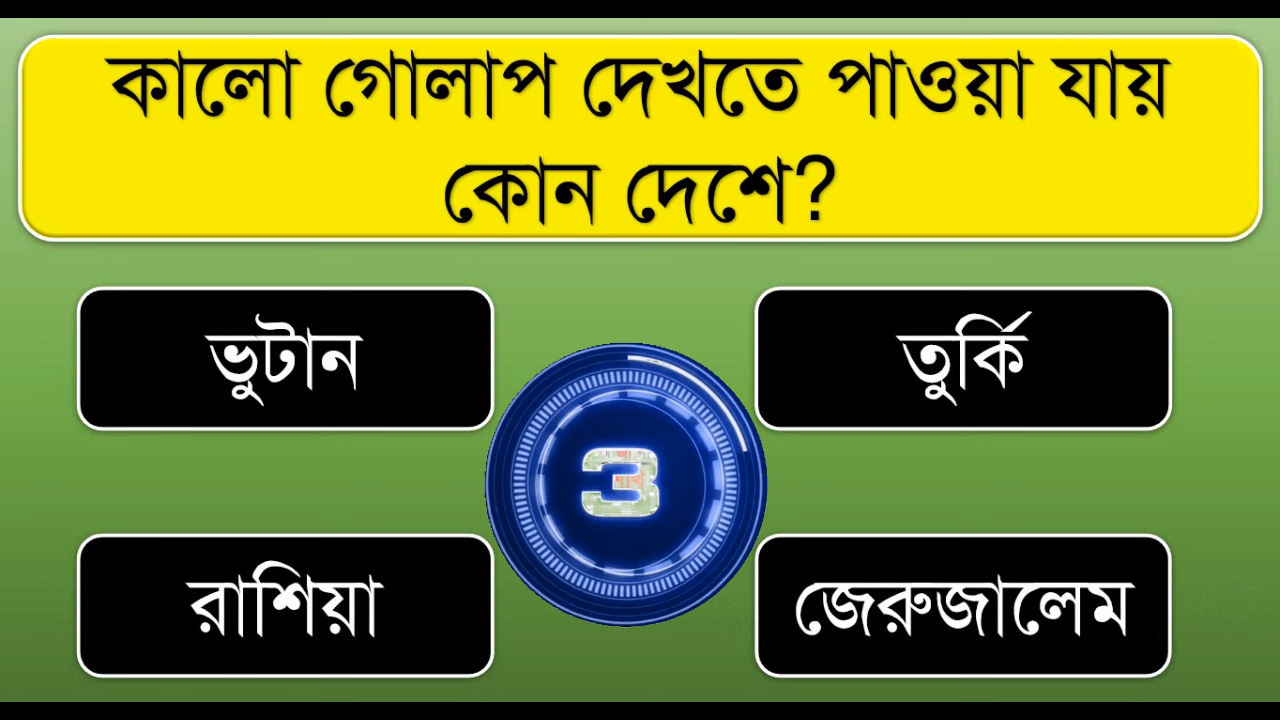 কালো গোলাপ দেখতে পাওয়া যায়
কোন দেশে?
ভুটান
তুর্কি
3
রাশিয়া
জেরুজালেম